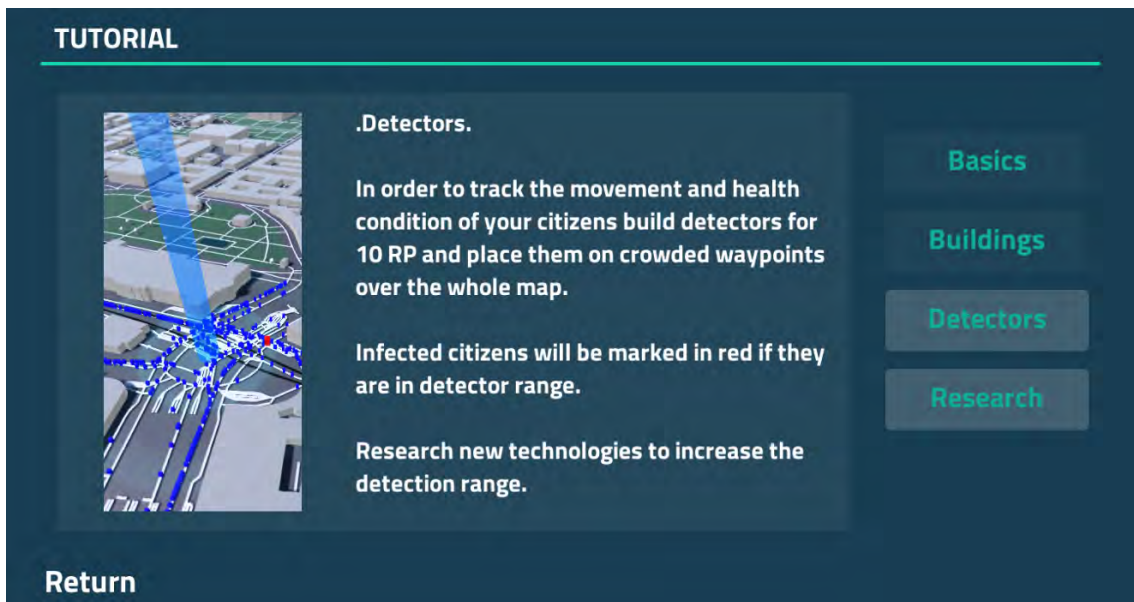 TUTORIAL
.Detectors.
In order to track the movement and health
condition of your citizens build detectors for
10 RP and place them on crowded waypoints
over the whole map.
Infected citizens will be marked in red if they
are in detector range.
Research new technologies to increase the
detection range.
Basics
Buildings
Detectors
Research
Return